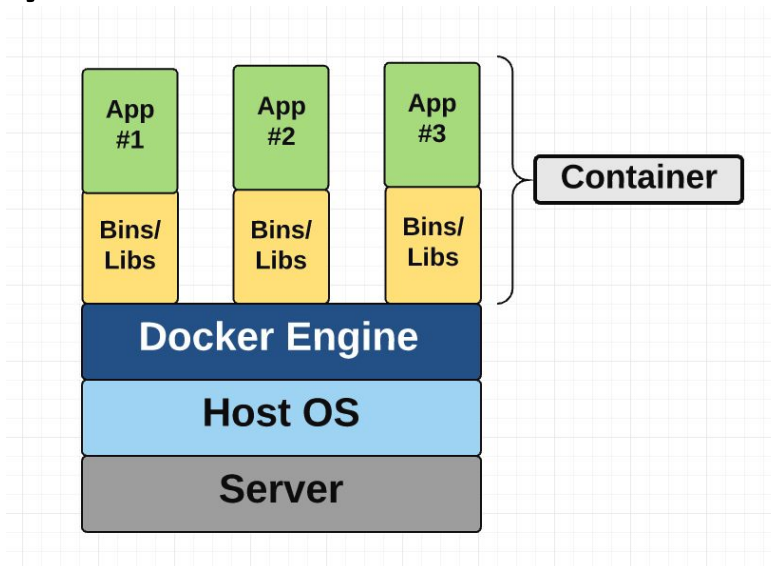 App
#1
App
#2
App
#3
Container
Bins/
Libs
Bins/
Libs
Bins/
Libs
Docker Engine
Host OS
Server